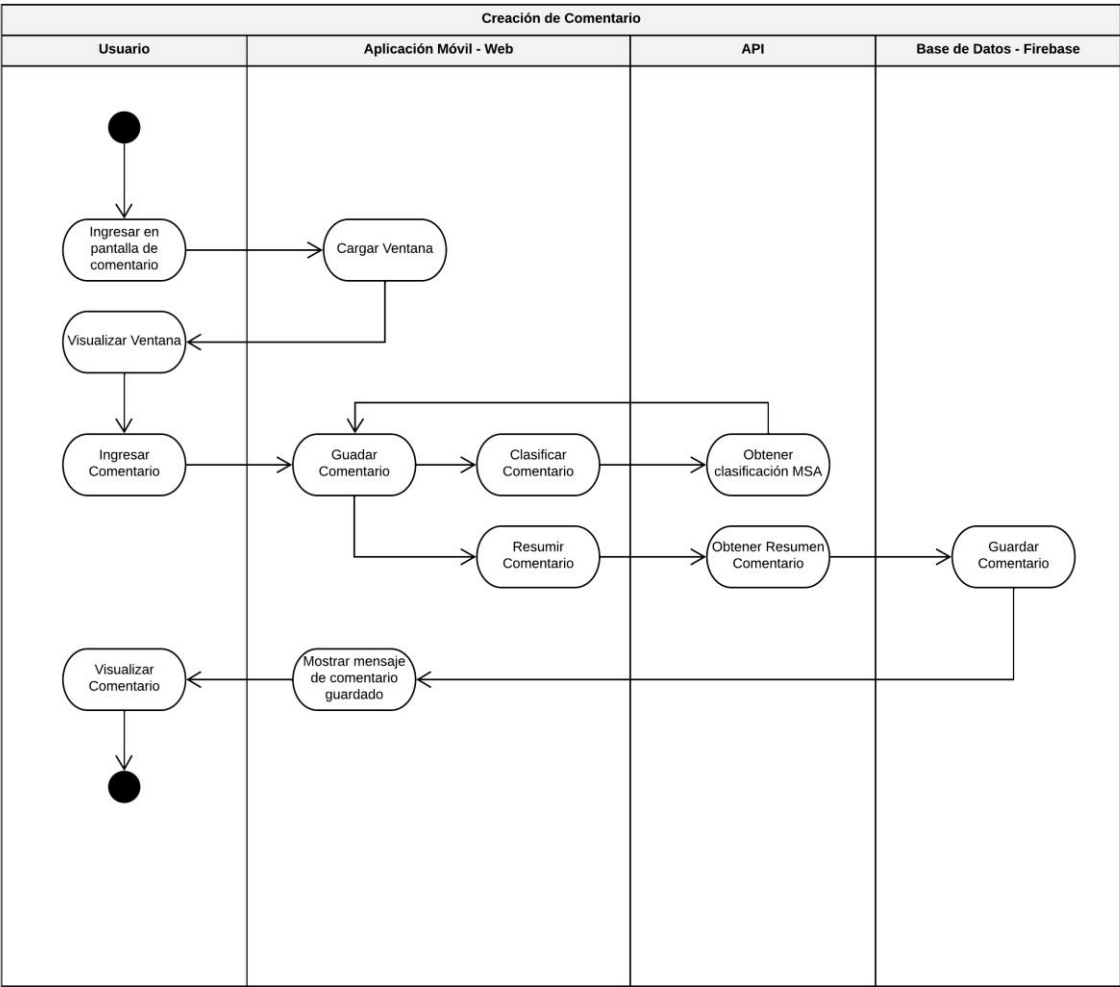 Creación de Comentario
Usuario
Aplicación Móvil - Web
API
Base de Datos - Firebase
Ingresar en
pantalla de
comentario
Cargar Ventana
Visualizar Ventana
Ingresar
Comentario
Guadar
Comentario
Clasificar
Comentario
Obtener
clasificación MSA
Resumir
Comentario
Obtener Resumen
Comentario
Guardar
Comentario
Visualizar
Comentario
Mostrar mensaje
de comentario
guardado